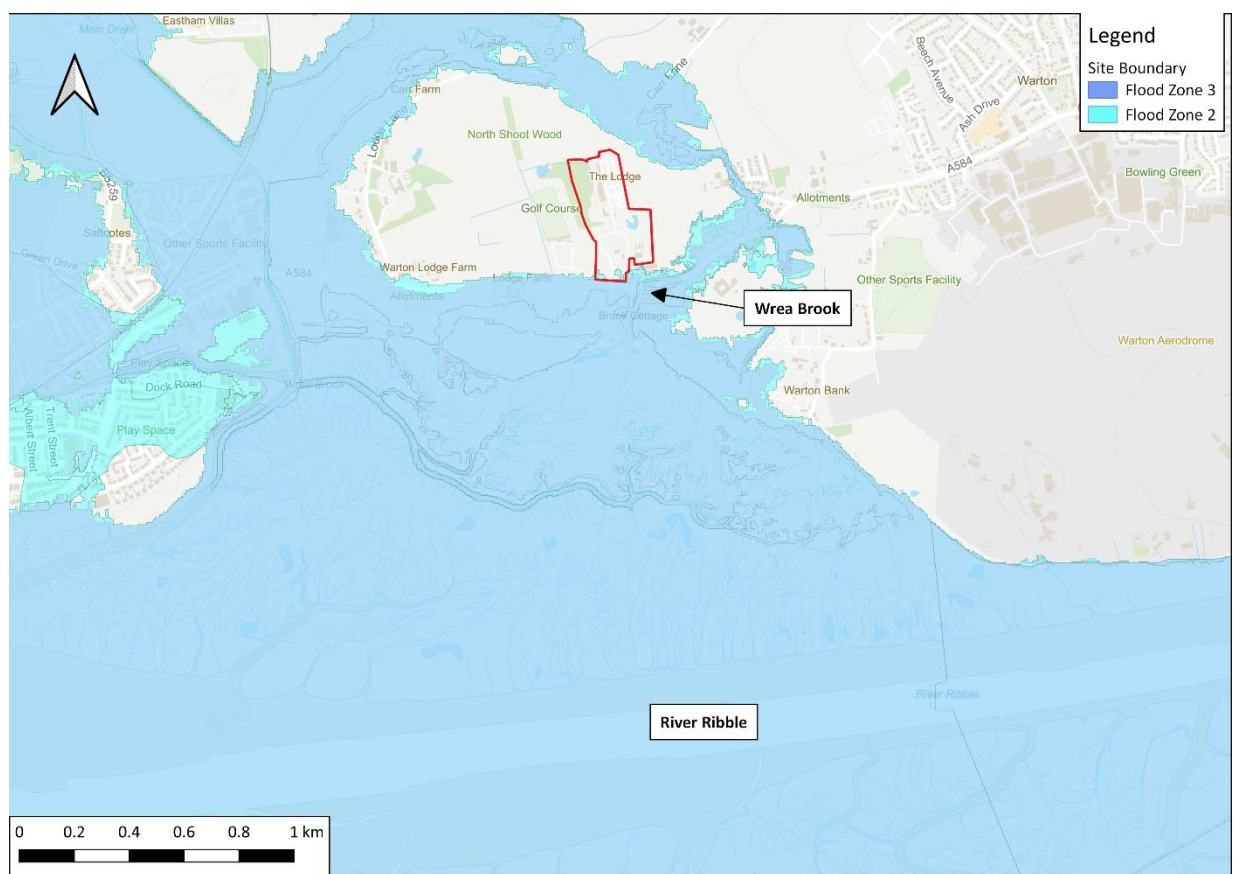 Eastham Villas
Main Drain
Legend
Site Boundary
Flood Zone 3
Flood Zone 2
Beech Avenue
Warton
Ash Drive
A584
Bowling Green
Carr Farm
Carr Lane
Lodge Lane
North Shoot Wood
The Lodge
Golf Course
Allotments
B5259
Saltcotes
Other Sports Facility
Green Drive
A584
Warton Lodge Farm
Lodge Farm
Allotments
Brook Cottage
Wrea Brook
Other Sports Facility
Warton Aerodrome
Warton Bank
Play Space
Dock Road
Wrea Brook
Trent Street
Albert Street
Play Space
River Ribble
River Ribble
0 0.2 0.4 0.6 0.8 1 km